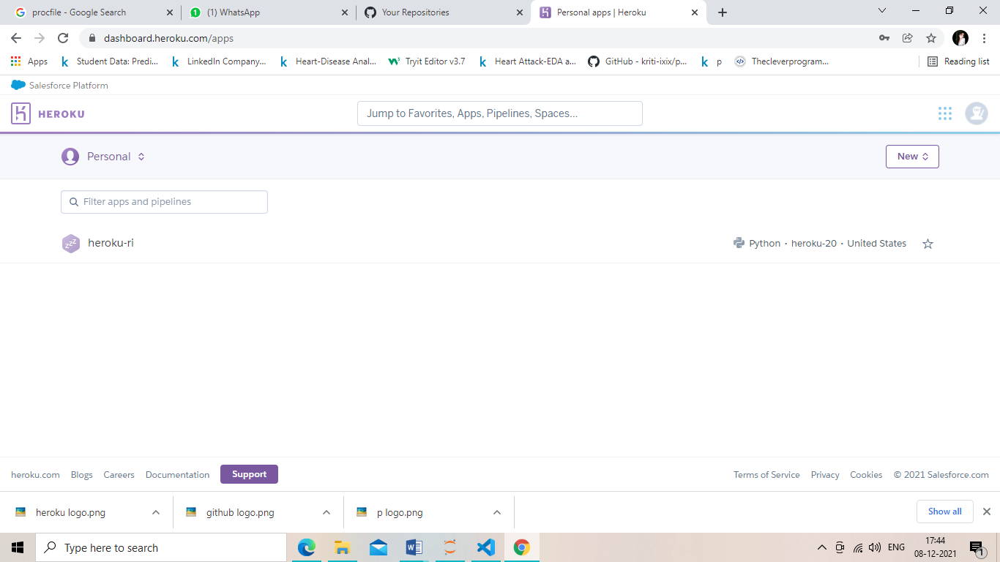 procfile - Google Search
(1) WhatsApp
Your Repositories
Personal apps | Heroku
dashboard.heroku.com/apps
Apps
Student Data: Predi...
LinkedIn Company...
Heart-Disease Anal...
Tryit Editor v3.7
Heart Attack-EDA a...
GitHub - kriti-ixix/p...
p
Thecleverprogram...
Reading list
Salesforce Platform
HEROKU
Jump to Favorites, Apps, Pipelines, Spaces...
Personal
New
Filter apps and pipelines
heroku-ri
Python · heroku-20 · United States
heroku.com
Blogs
Careers
Documentation
Support
Terms of Service
Privacy
Cookies
© 2021 Salesforce.com
heroku logo.png
github logo.png
p logo.png
Show all
Type here to search
ENG
17:44
08-12-2021
1